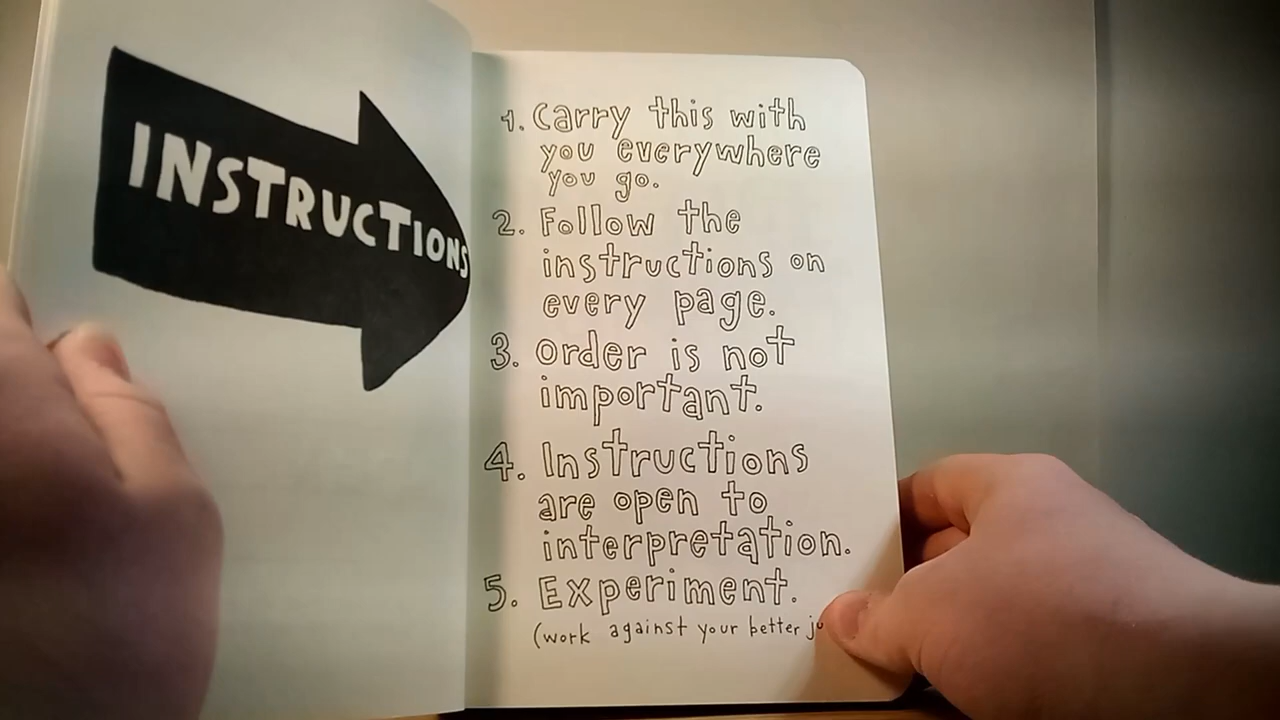 INSTRUCTIONS
1. Carry this with
you everywhere
you go.
2. Follow the
instructions on
every page.
3. Order is not
important.
4. Instructions
are open to
interpretation.
5. Experiment.
(work against your better